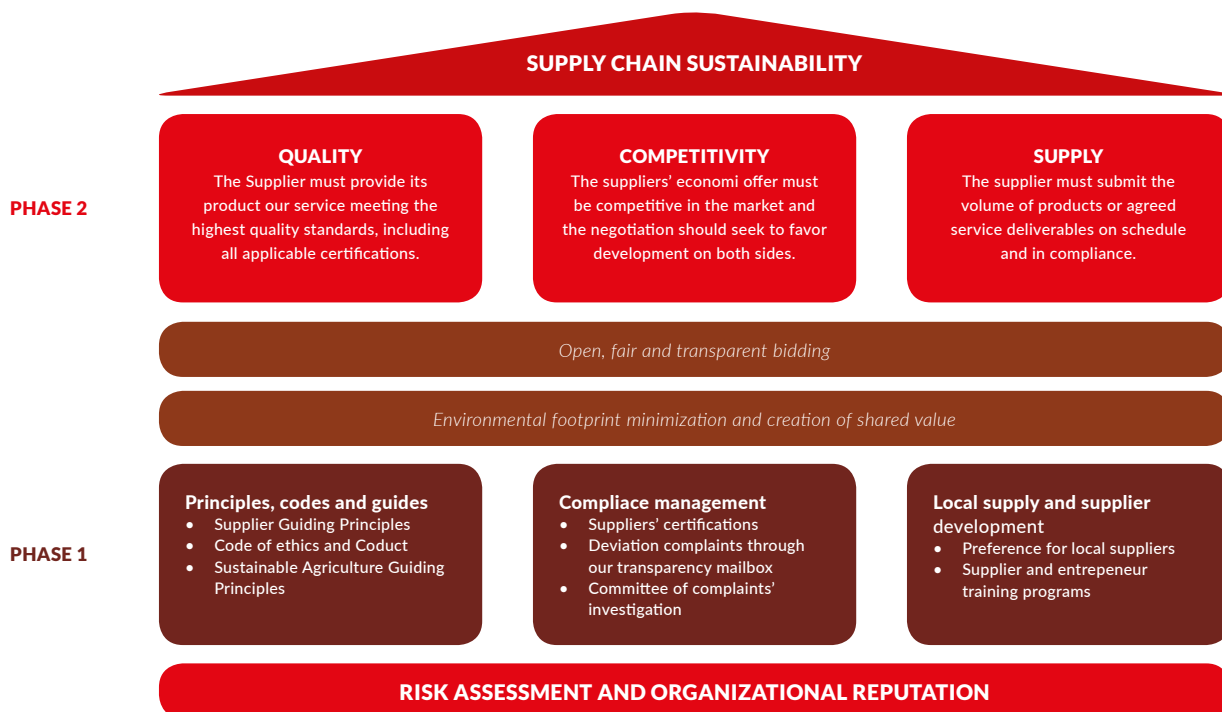 SUPPLY CHAIN SUSTAINABILITY
PHASE 2
QUALITY
The Supplier must provide its
product our service meeting the
highest quality standards, including
all applicable certifications.
COMPETITIVITY
The suppliers’ economi offer must
be competitive in the market and
the negotiation should seek to favor
development on both sides.
SUPPLY
The supplier must submit the
volume of products or agreed
service deliverables on schedule
and in compliance.
Open, fair and transparent bidding
Environmental footprint minimization and creation of shared value
PHASE 1
Principles, codes and guides
• Supplier Guiding Principles
• Code of ethics and Coduct
• Sustainable Agriculture Guiding
Principles
Compliace management
• Suppliers’ certifications
• Deviation complaints through
our transparency mailbox
• Committee of complaints’
investigation
Local supply and supplier
development
• Preference for local suppliers
• Supplier and entrepeneur
training programs
RISK ASSESSMENT AND ORGANIZATIONAL REPUTATION